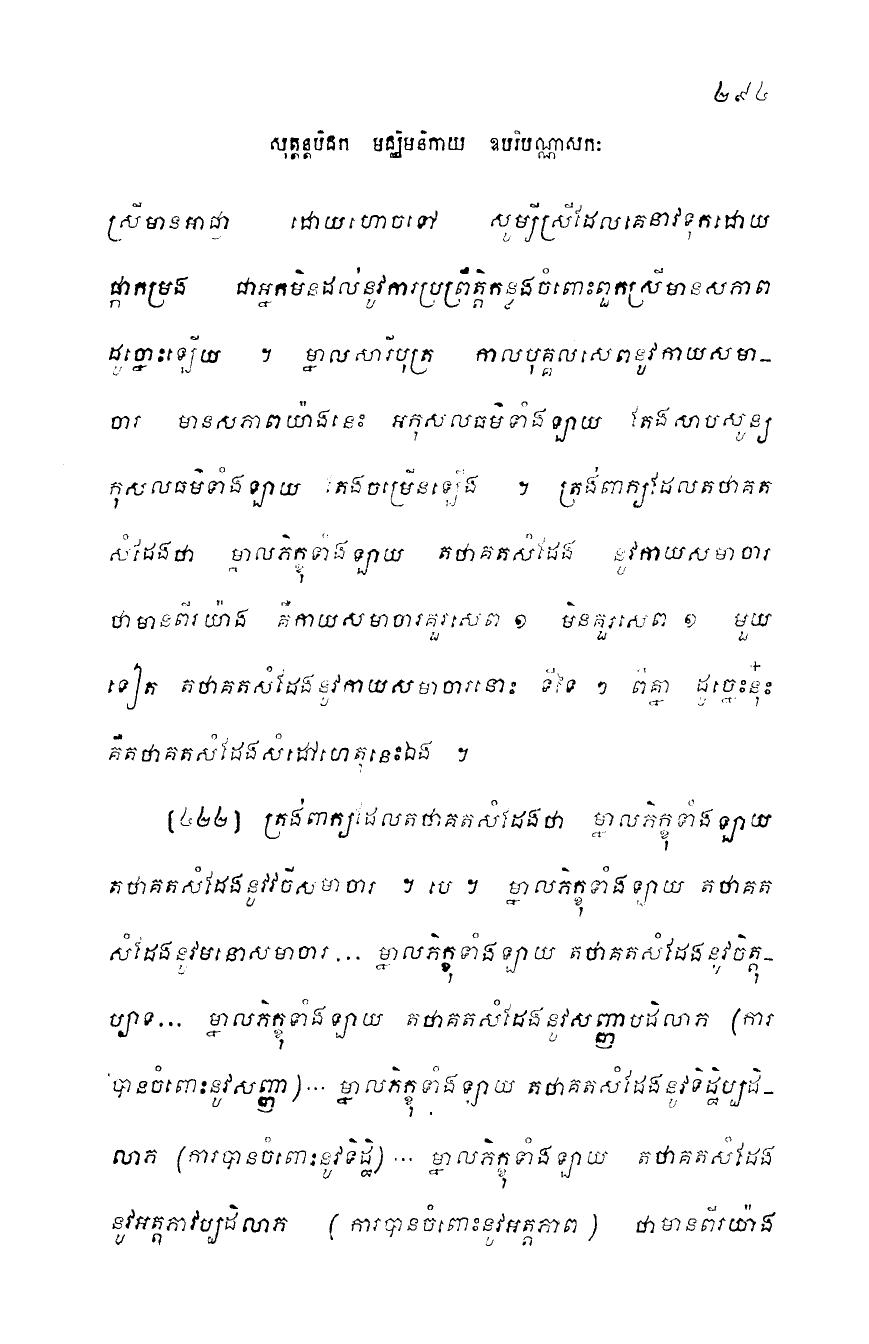 ២៩៤
សុត្តន្តបិដក មជ្ឈិមនិកាយ ឧបរិបណ្ណាសកៈ
ស្រីមានអាជ្ញា ដោយហោចទៅ សូម្បីស្រីដែលគេនាវទុកដោយ
ផ្កាកម្រង ជាអ្នកមិនដល់នូវការប្រព្រឹត្តិកន្លងចំពោះពួកស្រីមានសភាព
ដូច្នោះឡើយ ។ ម្នាលសារីបុត្រ កាលបុគ្គលសេពនូវកាយសមា-
ចារ មានសភាពយ៉ាងនេះ អកុសលធម៌ទាំងឡាយ តែងសាបសូន្យ
កុសលធម៌ទាំងឡាយ តែងចម្រើនឡើង ។ ត្រង់ពាក្យដែលតថាគត
សំដែងថា ម្នាលភិក្ខុទាំងឡាយ តថាគតសំដែង នូវកាយសមាចារ
ថាមានពីរយ៉ាង គឺកាយសមាចារគួរសេព ១ មិនគួរសេព ១ មួយ
ទៀត តថាគតសំដែងនូវកាយសមាចារនោះ ទីទៃ ៗ ពីគ្នា ដូច្នេះនុ៎ះ
គឺតថាគតសំដែងសំដៅហេតុនេះឯង ។
[៤២២] ត្រង់ពាក្យដែលតថាគតសំដែងថា ម្នាលភិក្ខុទាំងឡាយ
តថាគតសំដែងនូវវចីសមាចារ ។ បេ ។ ម្នាលភិក្ខុទាំងឡាយ តថាគត
សំដែងនូវមនោសមាចារ ... ម្នាលភិក្ខុទាំងឡាយ តថាគតសំដែងនូវចិត្តុ-
ប្បាទ... ម្នាលភិក្ខុទាំងឡាយ តថាគតសំដែងនូវសញ្ញាបដិលាភ (ការ
បានចំពោះនូវសញ្ញា)... ម្នាលភិក្ខុទាំងឡាយ តថាគតសំដែងនូវទិដ្ឋិប្បដិ-
លាភ (ការបានចំពោះនូវទិដ្ឋិ) ... ម្នាលភិក្ខុទាំងឡាយ តថាគតសំដែង
នូវអត្តភាវប្បដិលាភ (ការបានចំពោះនូវអត្តភាព) ថាមានពីរយ៉ាង